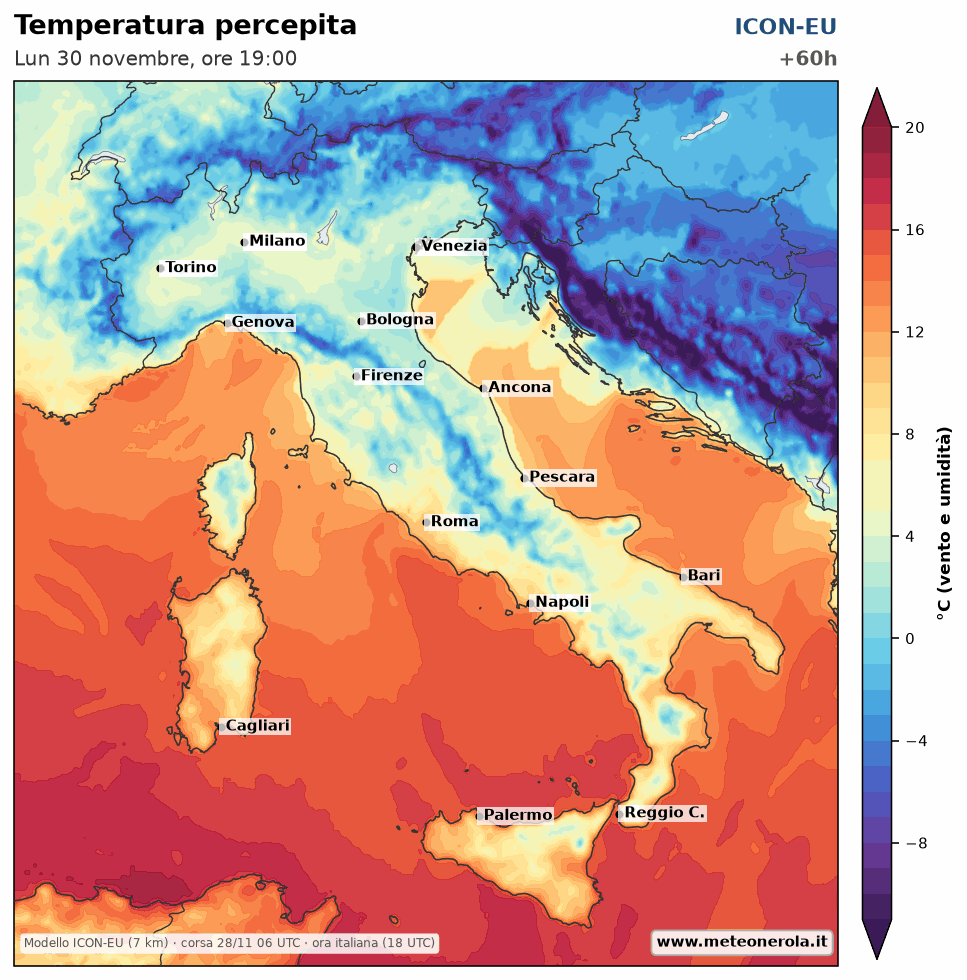 Temperatura percepita
ICON-EU
Lun 30 novembre, ore 19:00
+60h
20
16
12
8
4
0
−4
−8
°C (vento e umidità)
Milano
Venezia
Torino
Genova
Bologna
Firenze
Ancona
Pescara
Roma
Bari
Napoli
Cagliari
Palermo
Reggio C.
Modello ICON-EU (7 km) · corsa 28/11 06 UTC · ora italiana (18 UTC)
www.meteonerola.it